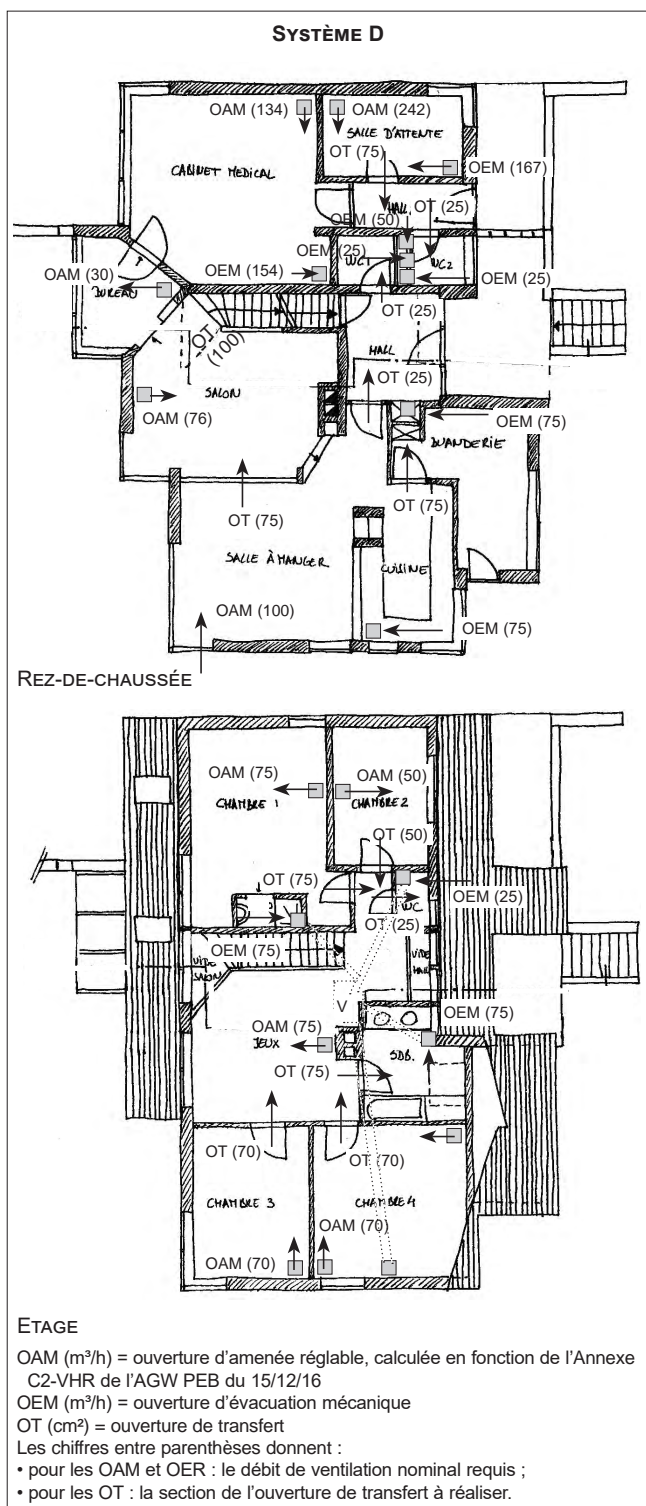 SYSTÈME D
OAM (134)
OAM (242)
SALLE D'ATTENTE
OT (75)
CABINET MEDICAL
OEM (167)
HALL
OT (25)
OEM (50)
OEM (25)
WC1
WC2
OAM (30)
OEM (154)
OEM (25)
BUREAU
OT (25)
OT (100)
HALL
SALON
OT (25)
OAM (76)
OEM (75)
BUANDERIE
OT (75)
OT (75)
SALLE À MANGER
CUISINE
OAM (100)
OEM (75)
REZ-DE-CHAUSSÉE
OAM (75)
OAM (50)
CHAMBRE 1
CHAMBRE 2
OT (50)
OT (75)
OEM (25)
WC
OT (25)
OEM (75)
VIDE SALON
VIDE HALL
V
OEM (75)
OAM (75)
JEUX
SDB.
OT (75)
OT (70)
OT (70)
CHAMBRE 3
CHAMBRE 4
OAM (70)
OAM (70)
ETAGE
OAM (m³/h) = ouverture d'amenée réglable, calculée en fonction de l'Annexe
C2-VHR de l'AGW PEB du 15/12/16
OEM (m³/h) = ouverture d'évacuation mécanique
OT (cm²) = ouverture de transfert
Les chiffres entre parenthèses donnent :
• pour les OAM et OER : le débit de ventilation nominal requis ;
• pour les OT : la section de l'ouverture de transfert à réaliser.